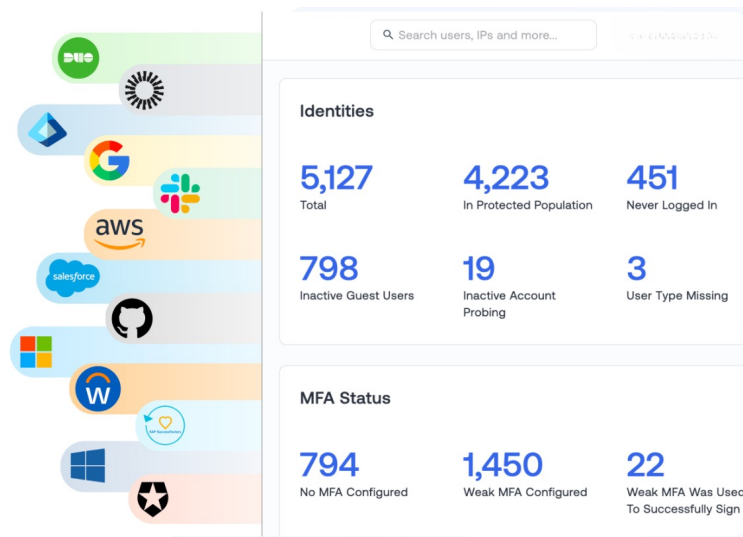 DUO
aws
salesforce
SAP SuccessFactors
Search users, IPs and more...
Identities
5,127
Total
4,223
In Protected Population
451
Never Logged In
798
Inactive Guest Users
19
Inactive Account
Probing
3
User Type Missing
MFA Status
794
No MFA Configured
1,450
Weak MFA Configured
22
Weak MFA Was Used
To Successfully Sign